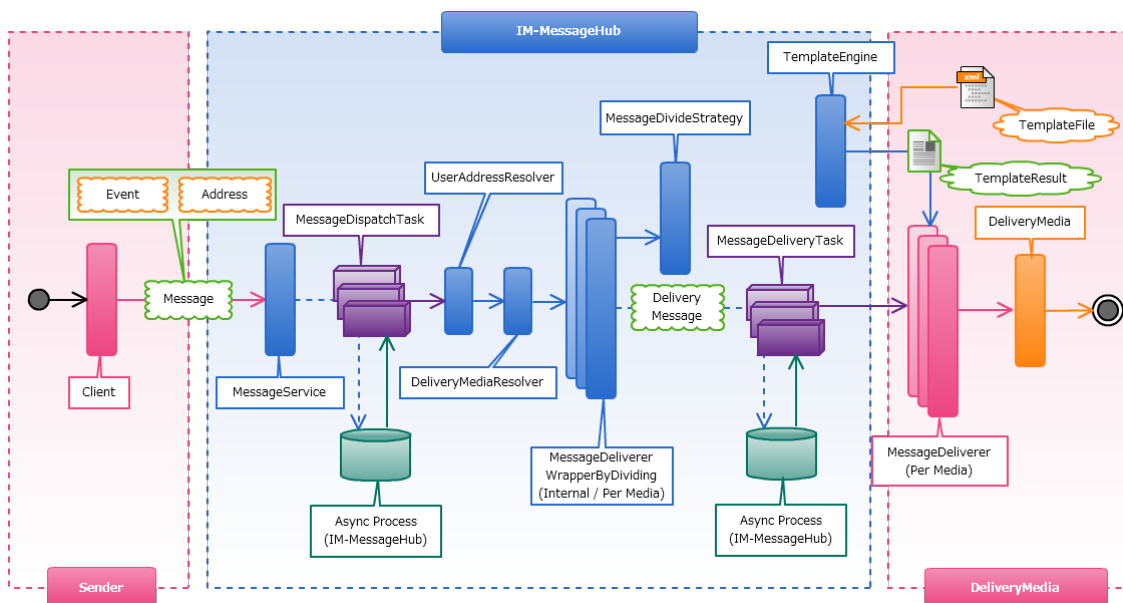 IM-MessageHub
TemplateEngine
xml
TemplateFile
MessageDivideStrategy
TemplateResult
UserAddressResolver
Event
Address
MessageDispatchTask
DeliveryMedia
MessageDeliveryTask
Message
Delivery
Message
Client
MessageService
DeliveryMediaResolver
MessageDeliverer
WrapperByDividing
(Internal / Per Media)
MessageDeliverer
(Per Media)
Async Process
(IM-MessageHub)
Async Process
(IM-MessageHub)
Sender
DeliveryMedia